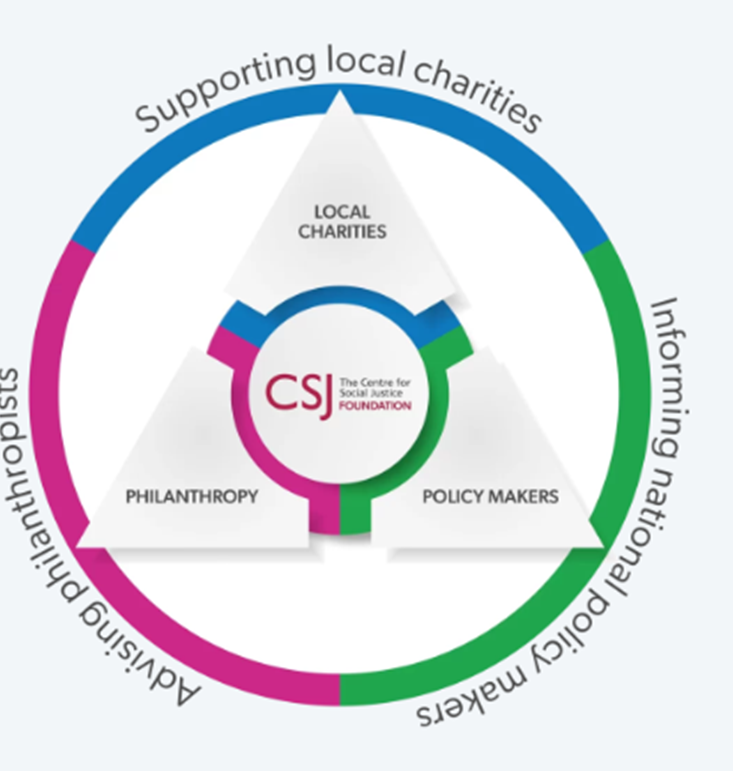 Supporting local charities
LOCAL
CHARITIES
Informing national policy makers
CSJ
The Centre for
Social Justice
FOUNDATION
PHILANTHROPY
POLICY MAKERS
Advising philanthropists